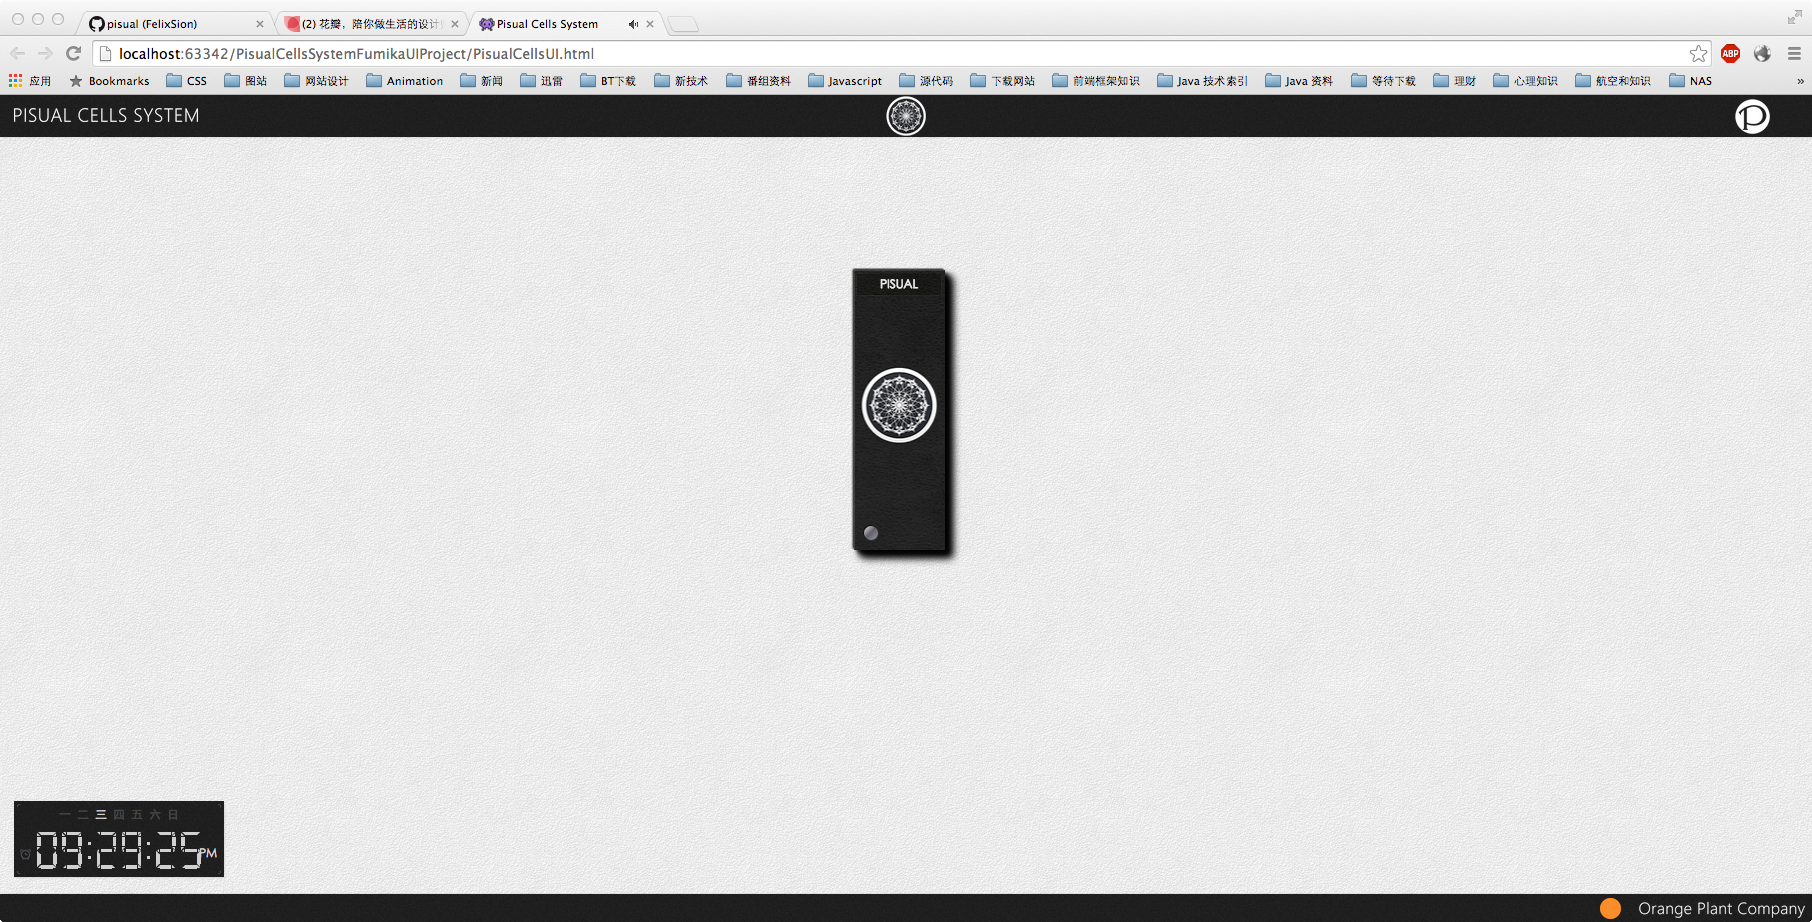 pisual (FelixSion)
(2) 花瓣，陪你做生活的设计
Pisual Cells System
localhost:63342/PisualCellsSystemFumikaUIProject/PisualCellsUI.html
ABP
应用 Bookmarks CSS 图站 网站设计 Animation 新闻 迅雷 BT下载 新技术 番组资料 Javascript 源代码 下载网站 前端框架知识 Java 技术索引 Java 资料 等待下载 理财 心理知识 航空和知识 NAS »
PISUAL CELLS SYSTEM
P
PISUAL
一 二 三 四 五 六 日
09:29:25 PM
Orange Plant Company